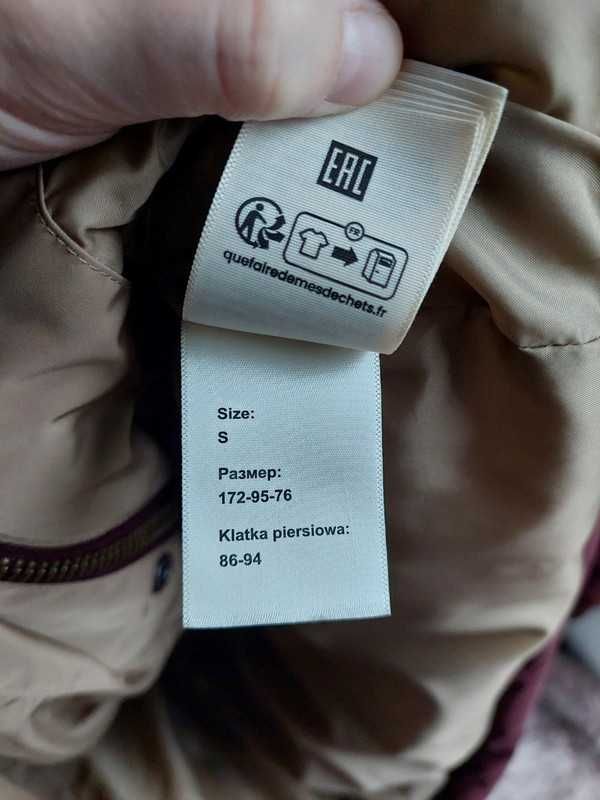 EAC
FR
quefairedemesdechets.fr
Size:
S
Размер:
172-95-76
Klatka piersiowa:
86-94